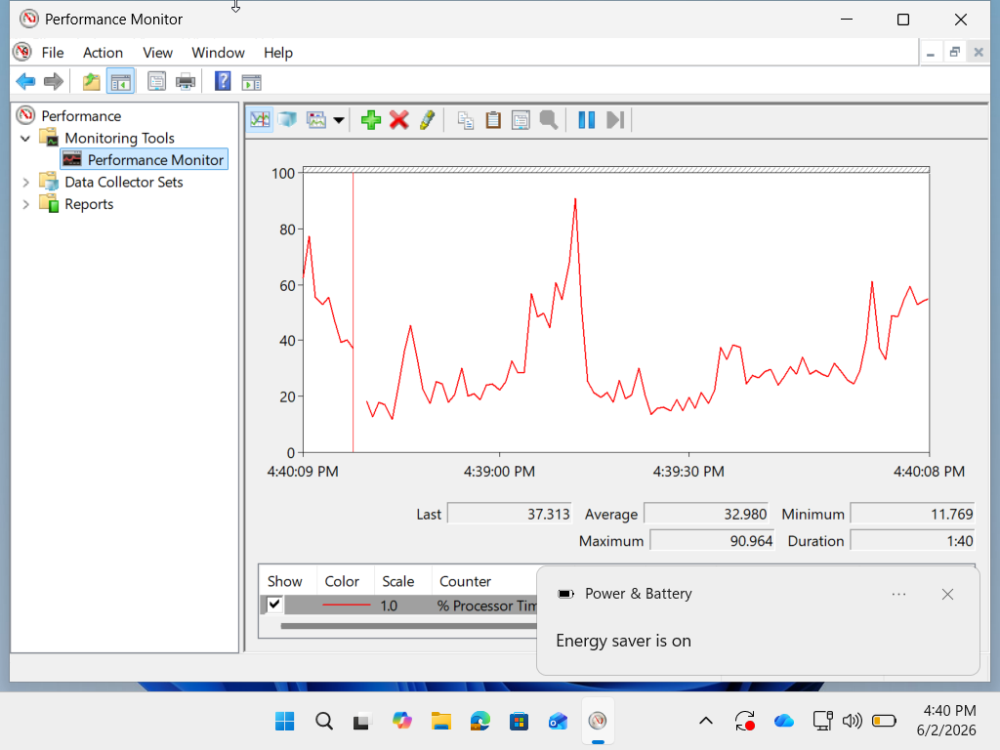 Performance Monitor
File Action View Window Help
Performance
Monitoring Tools
Performance Monitor
Data Collector Sets
Reports
100
80
60
40
20
0
4:40:09 PM 4:39:00 PM 4:39:30 PM 4:40:08 PM
Last 37.313 Average 32.980 Minimum 11.769
Maximum 90.964 Duration 1:40
Show Color Scale Counter
1.0 % Processor Tim
Power & Battery
Energy saver is on
4:40 PM
6/2/2026